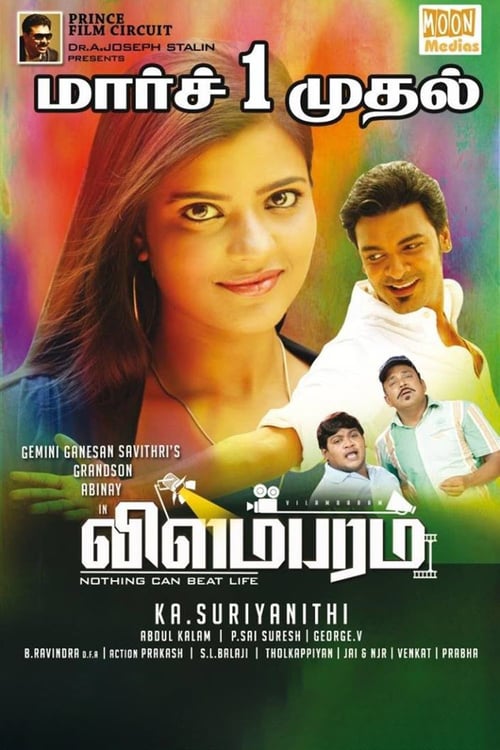 PRINCE
FILM CIRCUIT
DR.A.JOSEPH STALIN
PRESENTS
MOON
Medias
மார்ச் 1 முதல்
GEMINI GANESAN SAVITHRI'S
GRANDSON
ABINAY
IN
VILAMBARAM
விளம்பரம்
NOTHING CAN BEAT LIFE
KA.SURIYANITHI
ABDUL KALAM | P.SAI SURESH | GEORGE.V
B.RAVINDRA D.F.A | ACTION PRAKASH | S.L.BALAJI | THOLKAPPIYAN | JAI & NJR | VENKAT | PRABHA